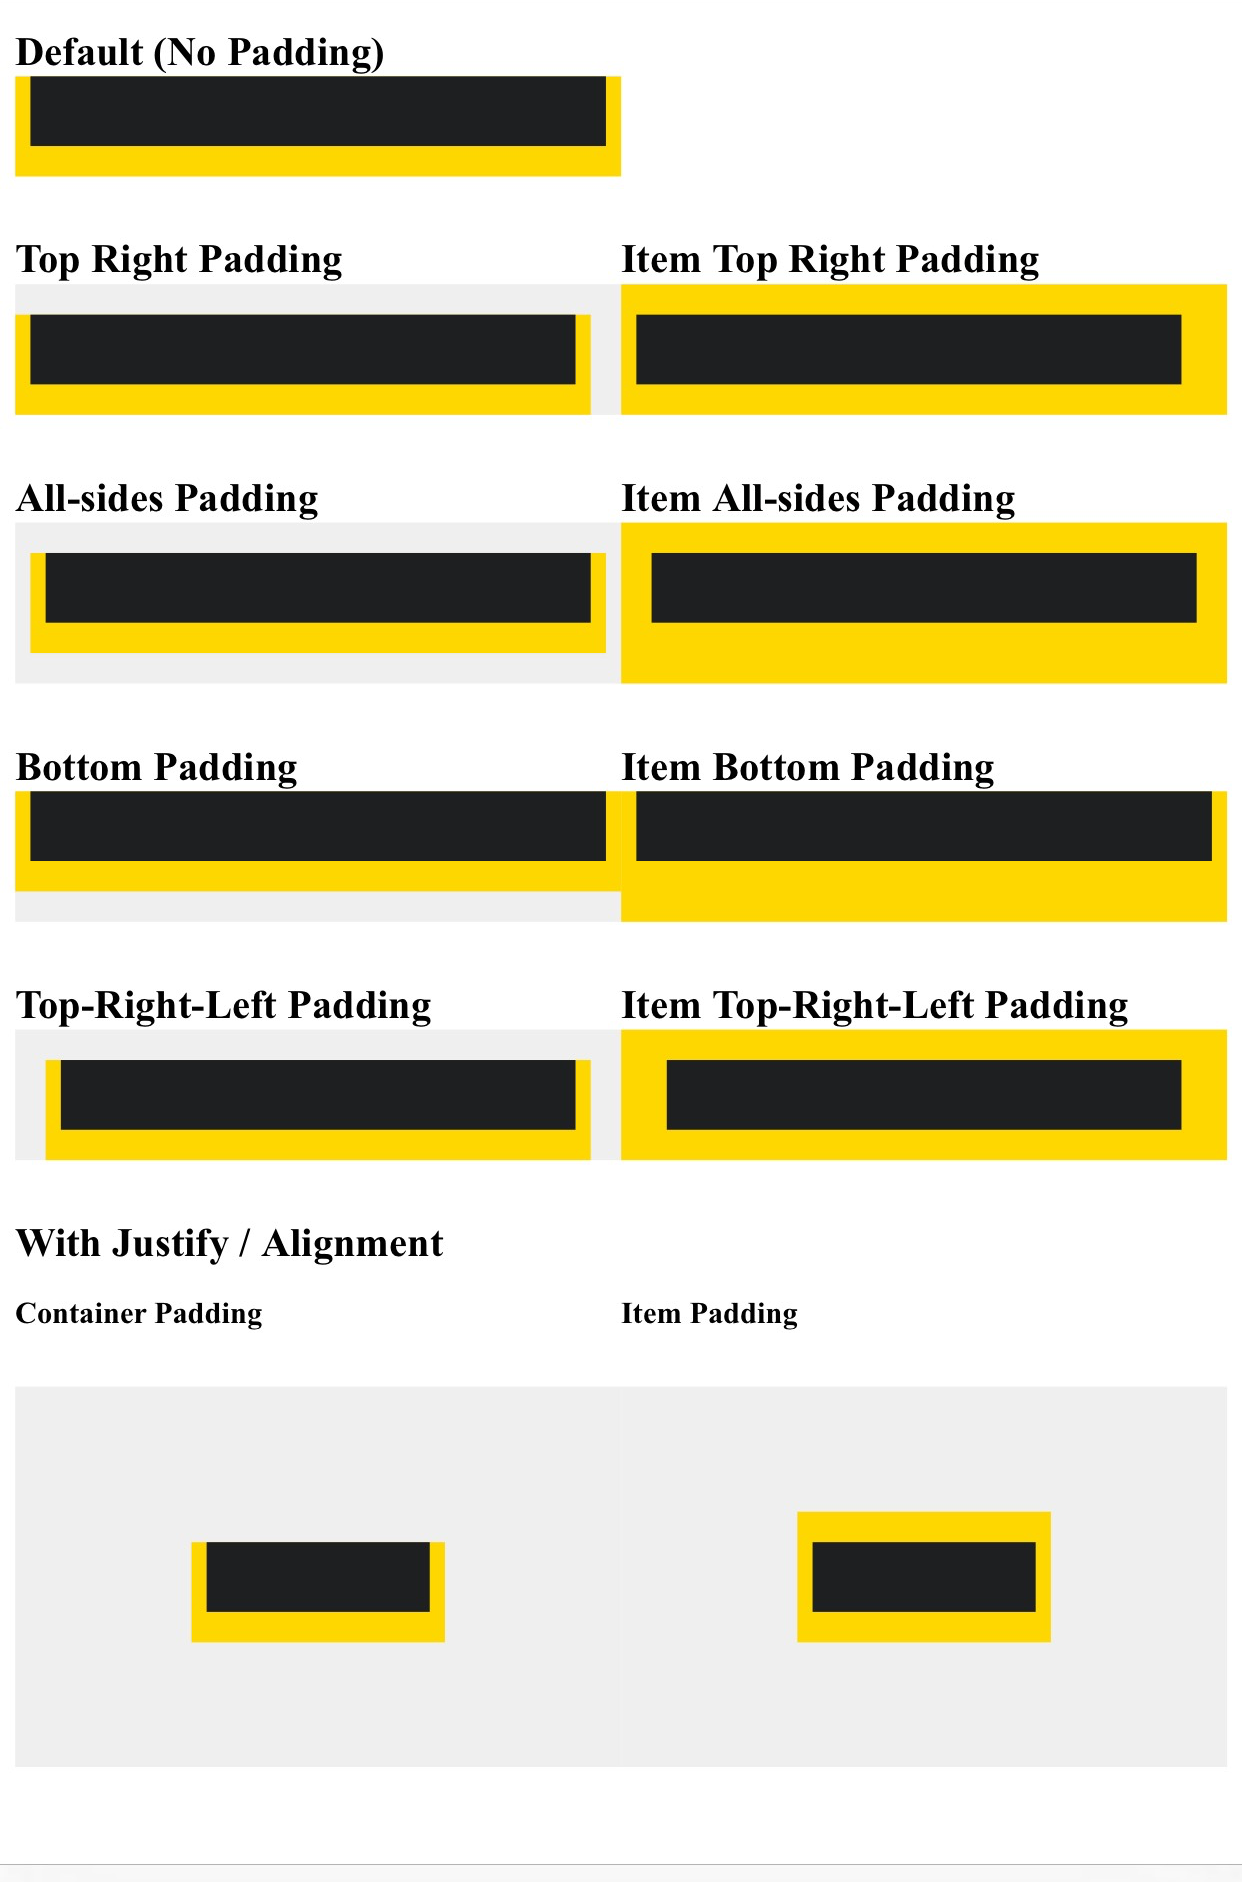 Default (No Padding)
Top Right Padding
Item Top Right Padding
All-sides Padding
Item All-sides Padding
Bottom Padding
Item Bottom Padding
Top-Right-Left Padding
Item Top-Right-Left Padding
With Justify / Alignment
Container Padding
Item Padding